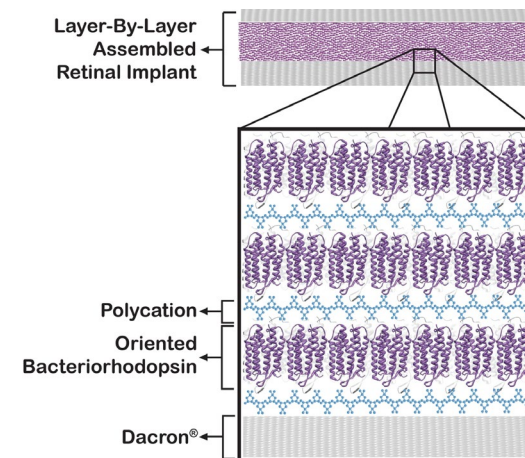 Layer-By-Layer
Assembled
Retinal Implant
Polycation
Oriented
Bacteriorhodopsin
Dacron®